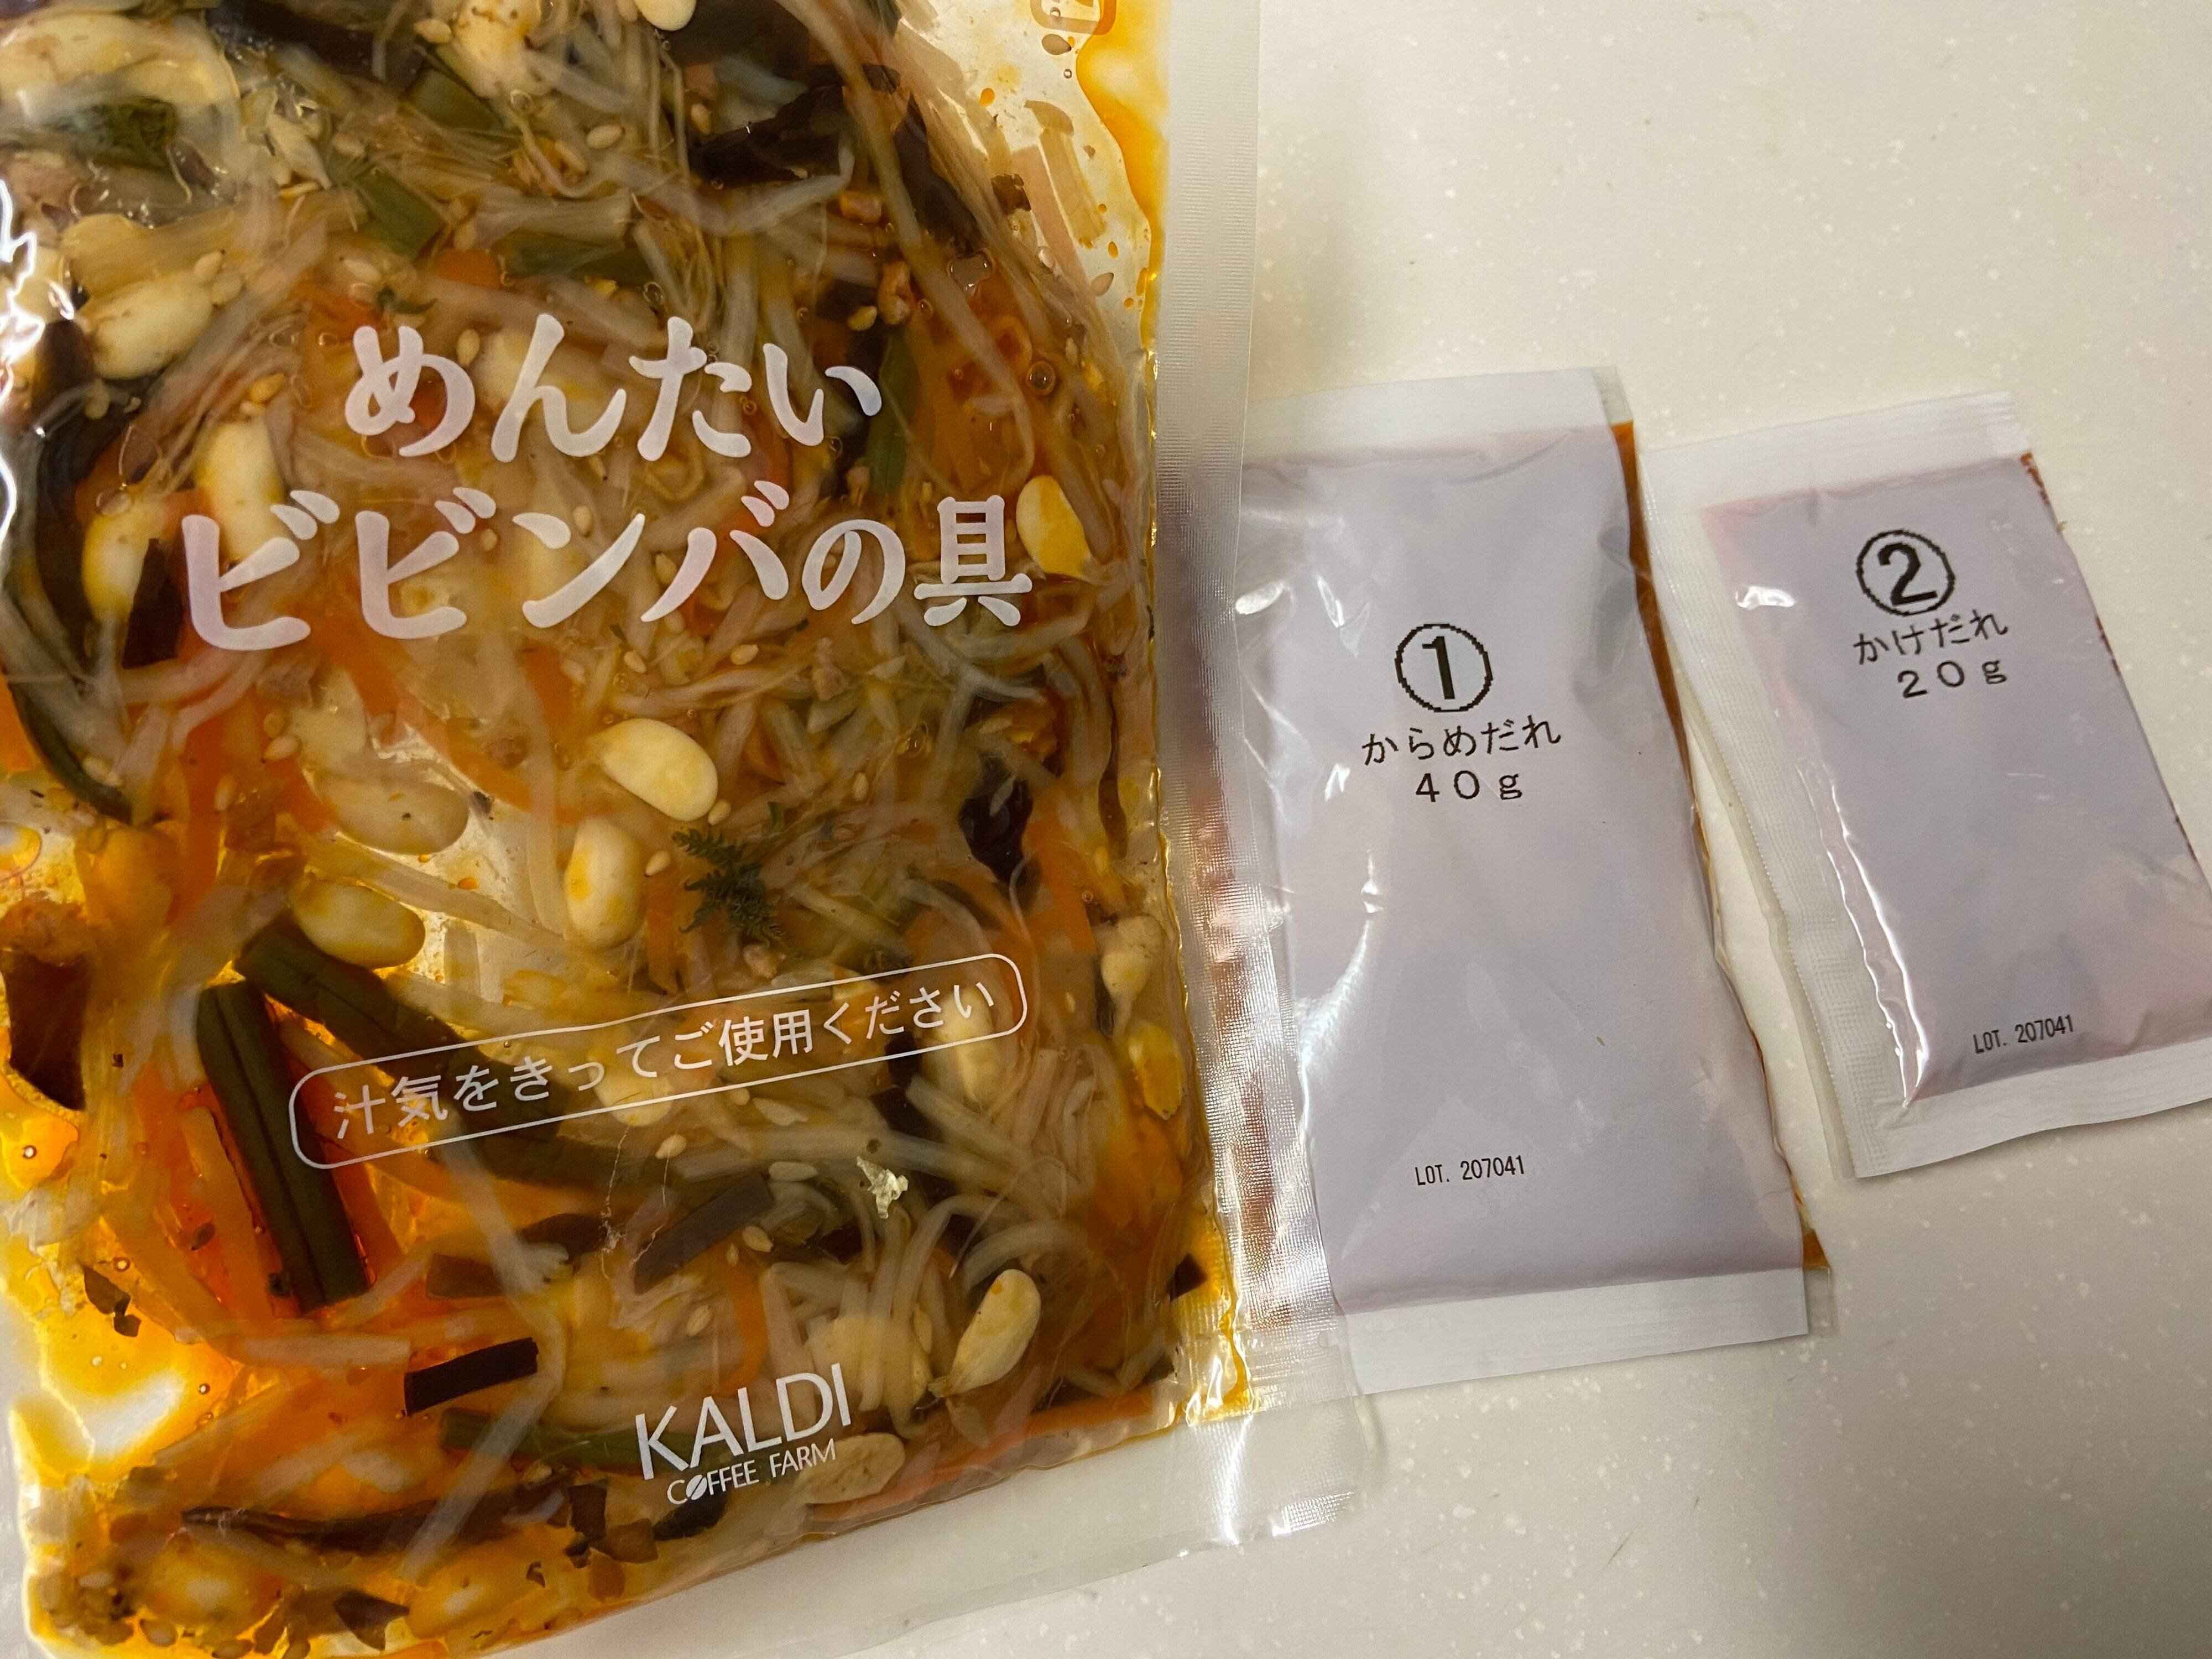 めんたい
ビビンバの具
汁気をきってご使用ください
KALDI
COFFEE FARM
①
からめだれ
40g
LOT. 207041
②
かけだれ
20g
LOT. 207041